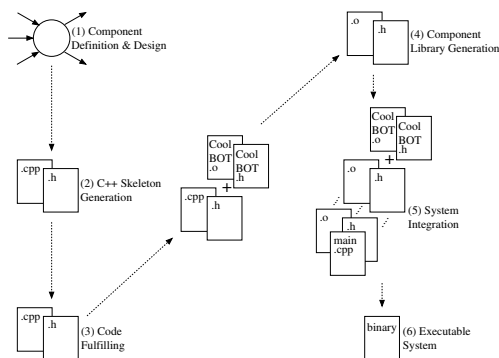 (1) Component
Definition & Design
.cpp
.h
(2) C++ Skeleton
Generation
.cpp
.h
(3) Code
Fulfilling
Cool
BOT
.o
Cool
BOT
.h
+
.cpp
.h
.o
.h
(4) Component
Library Generation
Cool
BOT
.o
Cool
BOT
.h
+
.o
.h
.o
.h
main
.cpp
(5) System
Integration
binary
(6) Executable
System